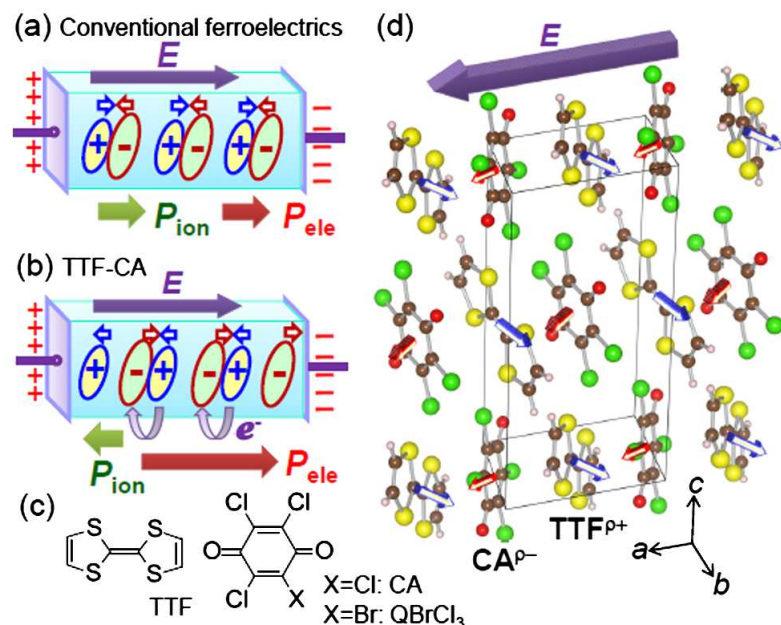 (a) Conventional ferroelectrics
E
+ + + + + +
+ - + - + -
- - - - - -
P_ion P_ele
(b) TTF-CA
E
+ + + + + +
+ - + - + -
- - - - - -
e^-
P_ion P_ele
(c)
S S
S S
TTF
Cl Cl
O O
Cl X
X=Cl: CA
X=Br: QBrCl₃
(d)
E
TTF^ρ+
CA^ρ−
c
a
b